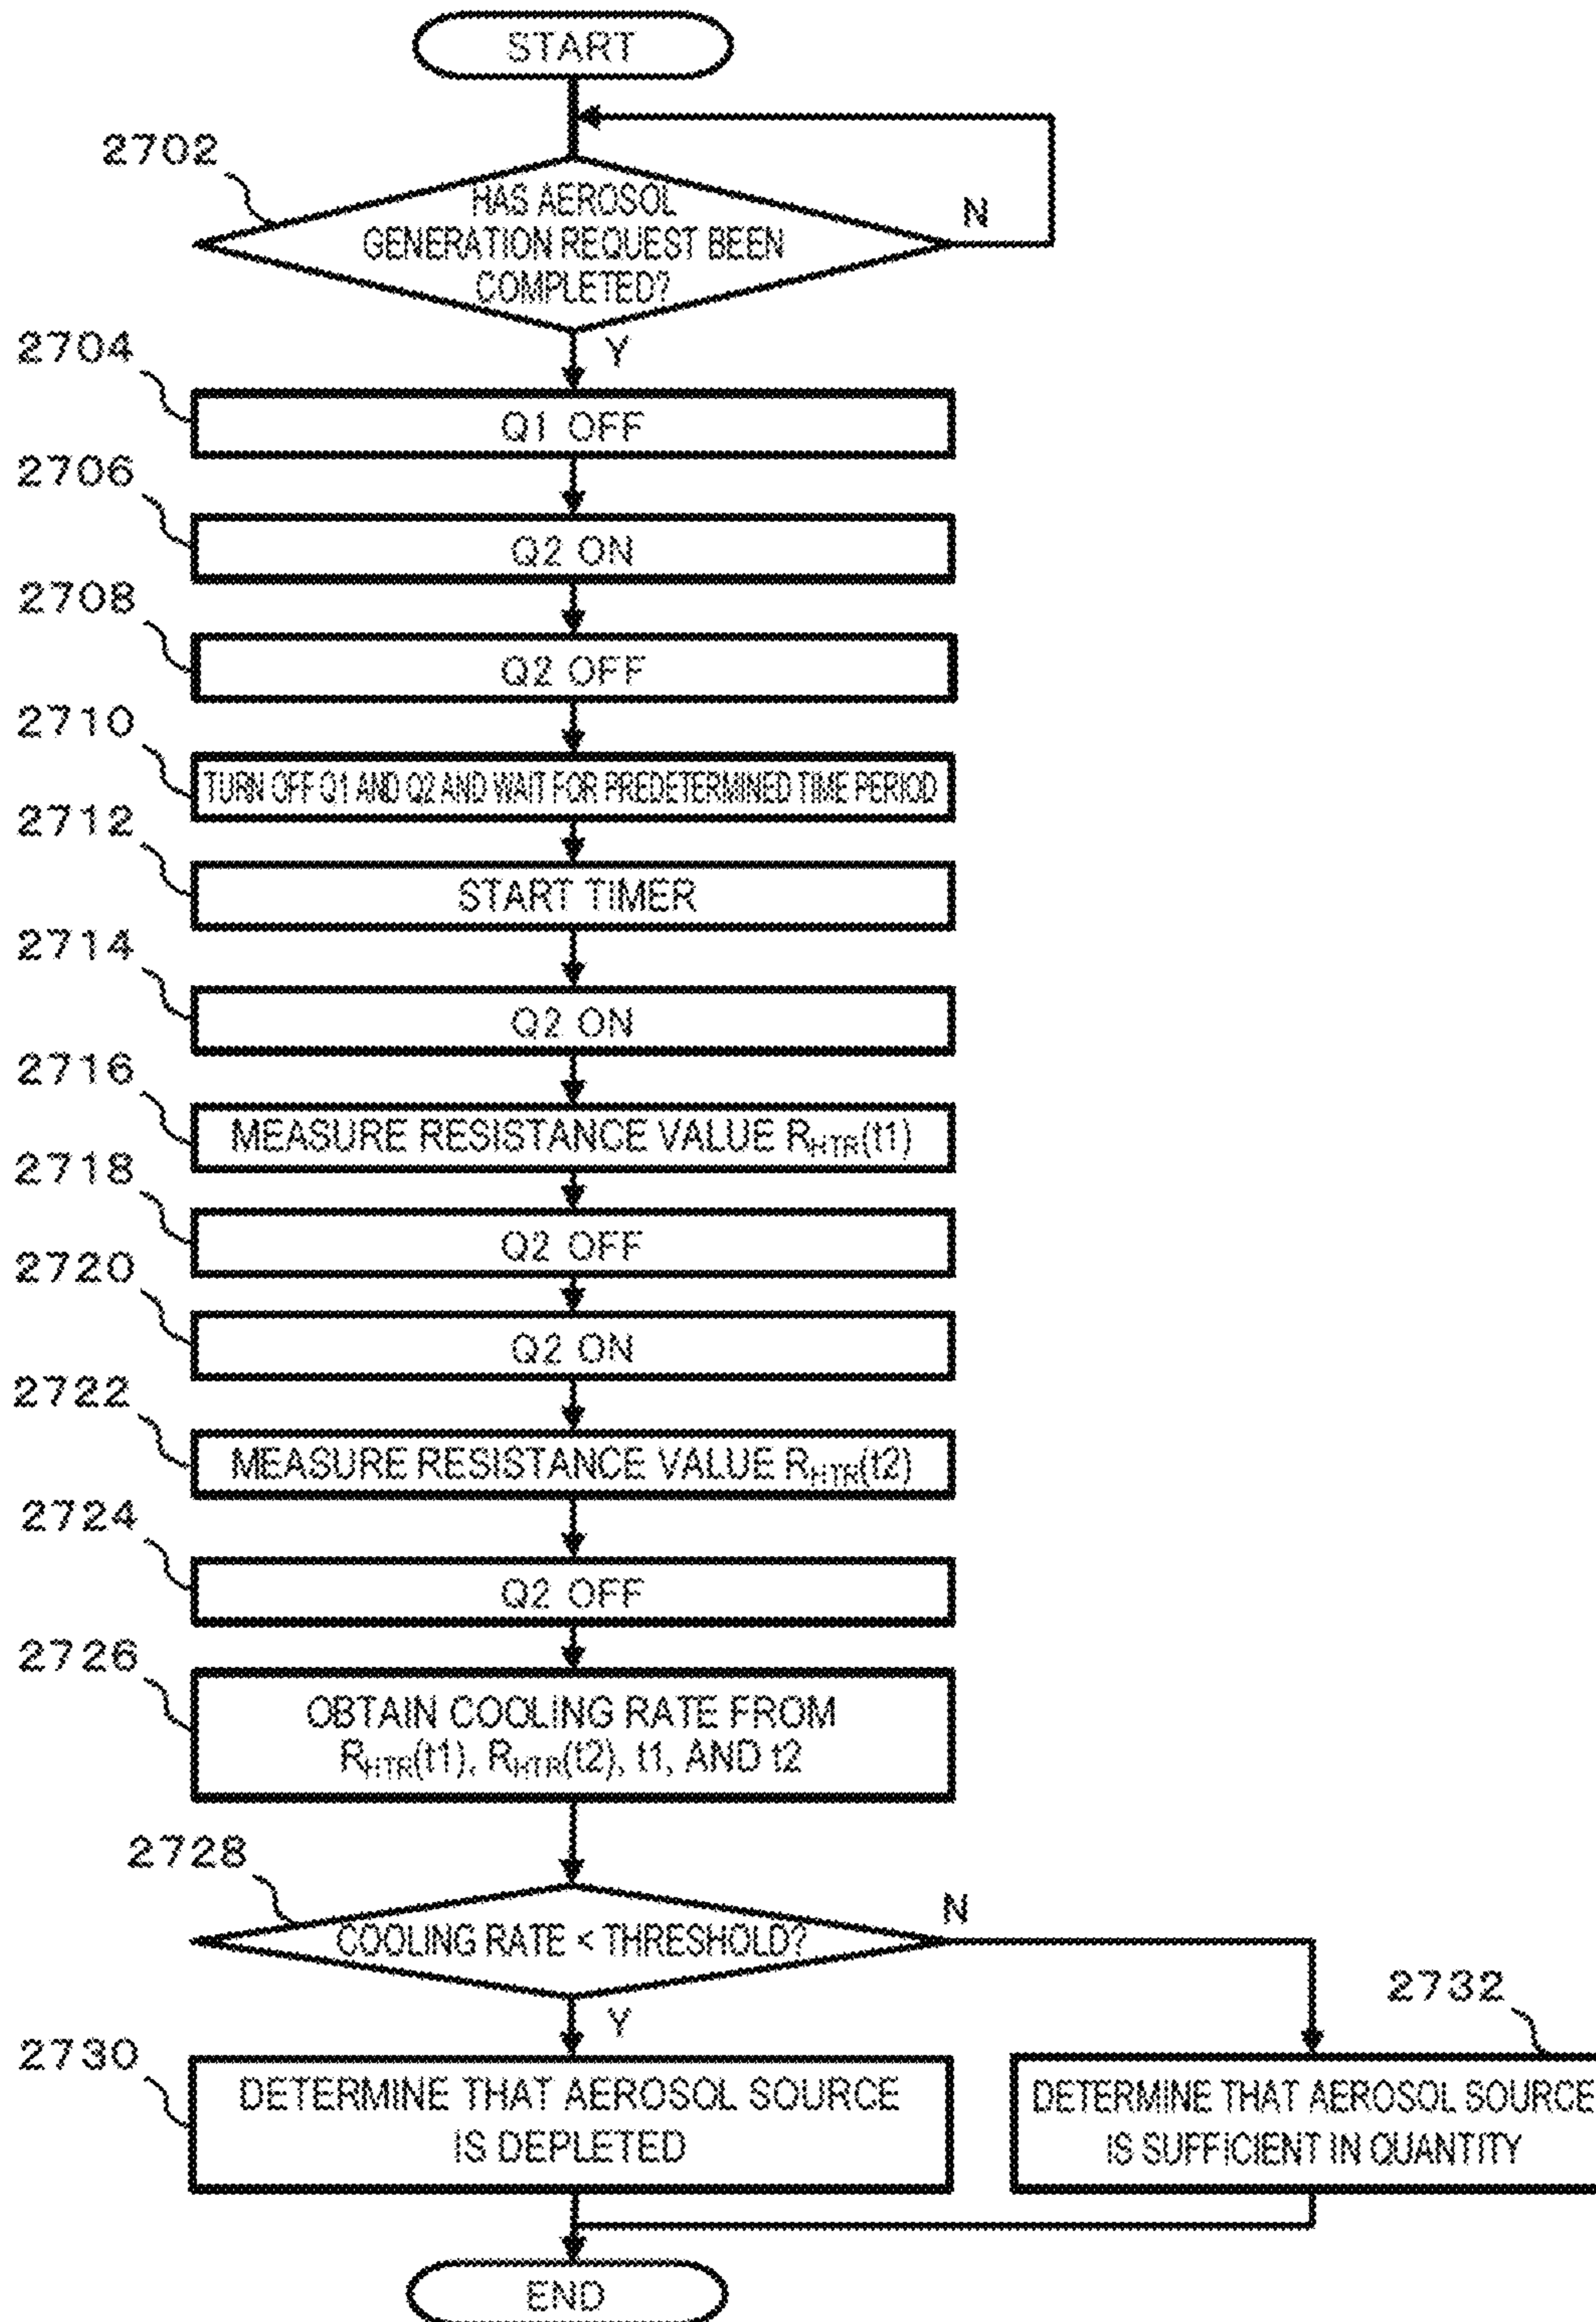 START
2702
HAS AEROSOL
GENERATION REQUEST BEEN
COMPLETED?
N
Y
2704
Q1 OFF
2706
Q2 ON
2708
Q2 OFF
2710
TURN OFF Q1 AND Q2 AND WAIT FOR PREDETERMINED TIME PERIOD
2712
START TIMER
2714
Q2 ON
2716
MEASURE RESISTANCE VALUE RHTR(t1)
2718
Q2 OFF
2720
Q2 ON
2722
MEASURE RESISTANCE VALUE RHTR(t2)
2724
Q2 OFF
2726
OBTAIN COOLING RATE FROM
RHTR(t1), RHTR(t2), t1, AND t2
2728
COOLING RATE < THRESHOLD?
N
Y
2730
DETERMINE THAT AEROSOL SOURCE
IS DEPLETED
2732
DETERMINE THAT AEROSOL SOURCE
IS SUFFICIENT IN QUANTITY
END